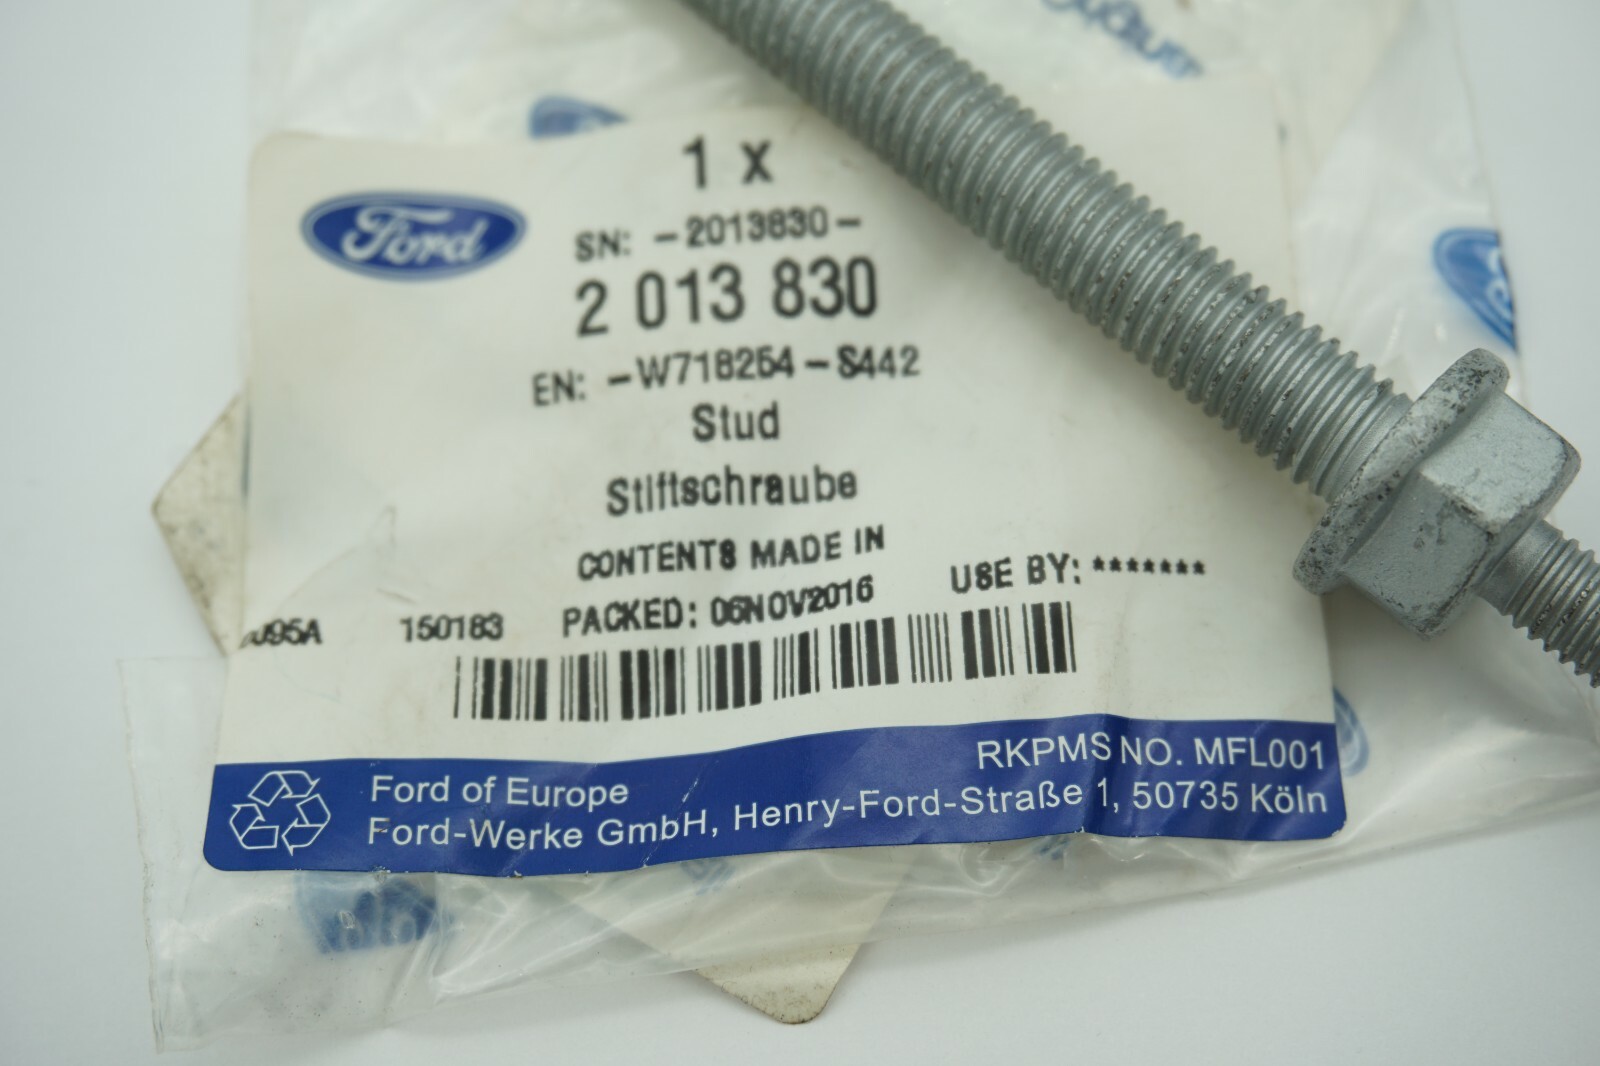 1 x
Ford
SN: -2013830-
2 013 830
EN: -W718254-S442
Stud
Stiftschraube
CONTENTS MADE IN
150183 PACKED: 06NOV2016 USE BY: *******
RKPMS NO. MFL001
Ford of Europe
Ford-Werke GmbH, Henry-Ford-Straße 1, 50735 Köln